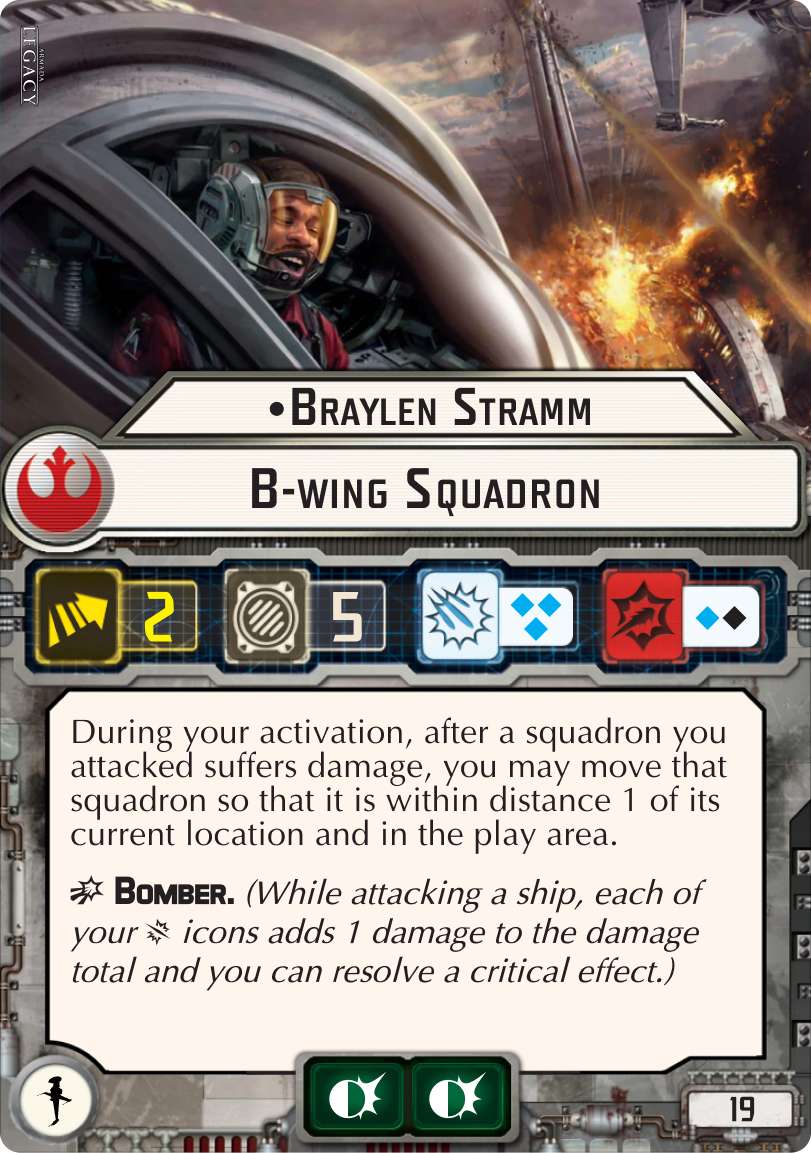 ARMADA
LEGACY
•Braylen Stramm
B-wing Squadron
2
5
During your activation, after a squadron you
attacked suffers damage, you may move that
squadron so that it is within distance 1 of its
current location and in the play area.
Bomber. (While attacking a ship, each of
your icons adds 1 damage to the damage
total and you can resolve a critical effect.)
19